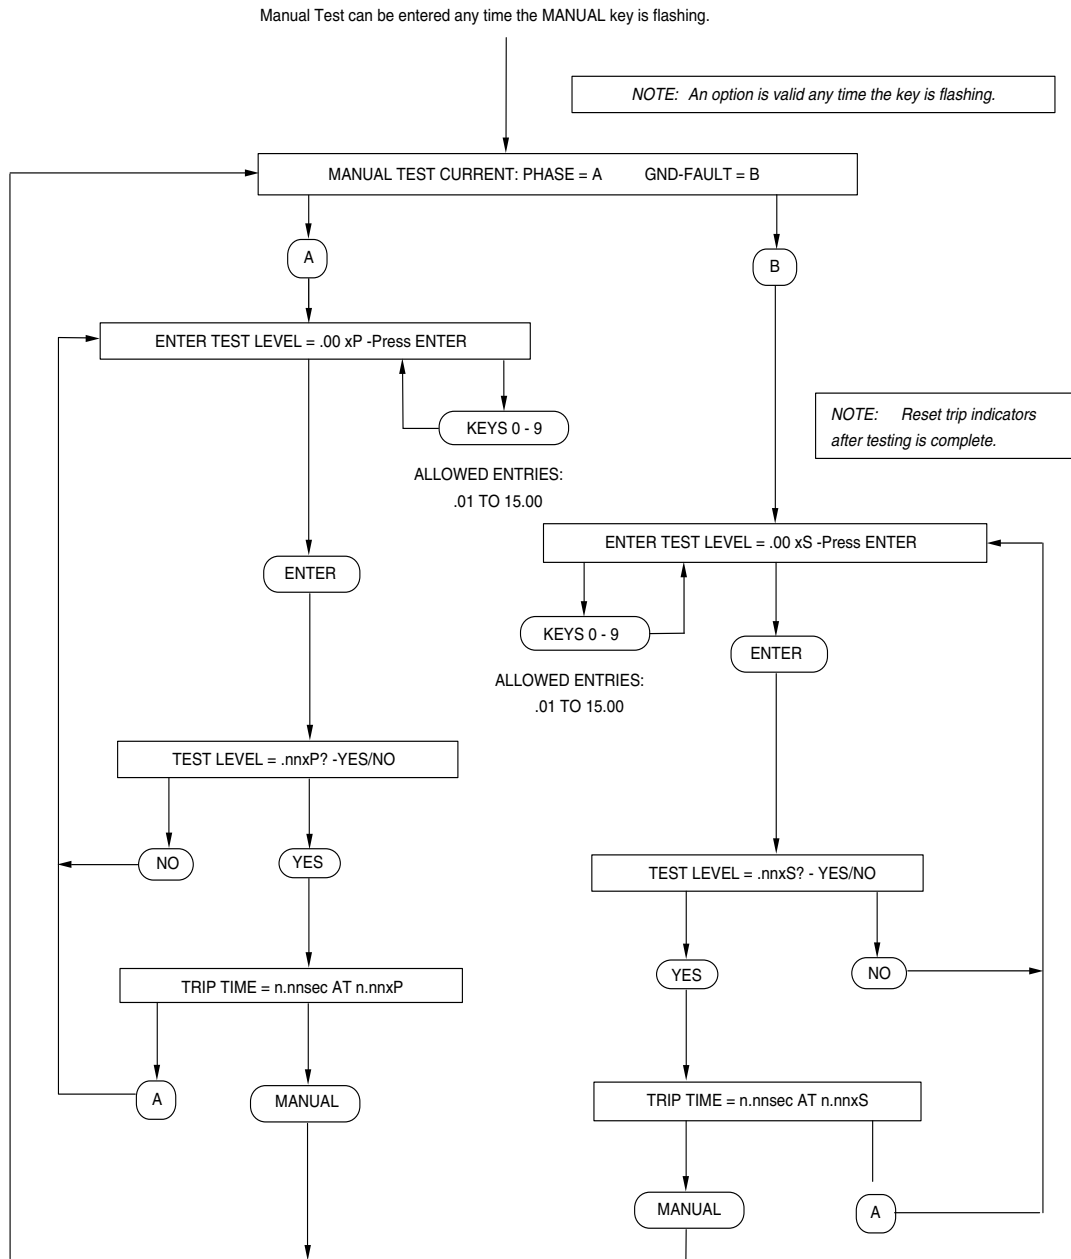 Manual Test can be entered any time the MANUAL key is flashing.
NOTE: An option is valid any time the key is flashing.
MANUAL TEST CURRENT: PHASE = A GND-FAULT = B
A
B
ENTER TEST LEVEL = .00 xP -Press ENTER
KEYS 0 - 9
ALLOWED ENTRIES:
.01 TO 15.00
NOTE: Reset trip indicators
after testing is complete.
ENTER TEST LEVEL = .00 xS -Press ENTER
ENTER
KEYS 0 - 9
ENTER
ALLOWED ENTRIES:
.01 TO 15.00
TEST LEVEL = .nnxP? -YES/NO
NO
YES
TEST LEVEL = .nnxS? - YES/NO
YES
NO
TRIP TIME = n.nnsec AT n.nnxP
A
MANUAL
TRIP TIME = n.nnsec AT n.nnxS
MANUAL
A